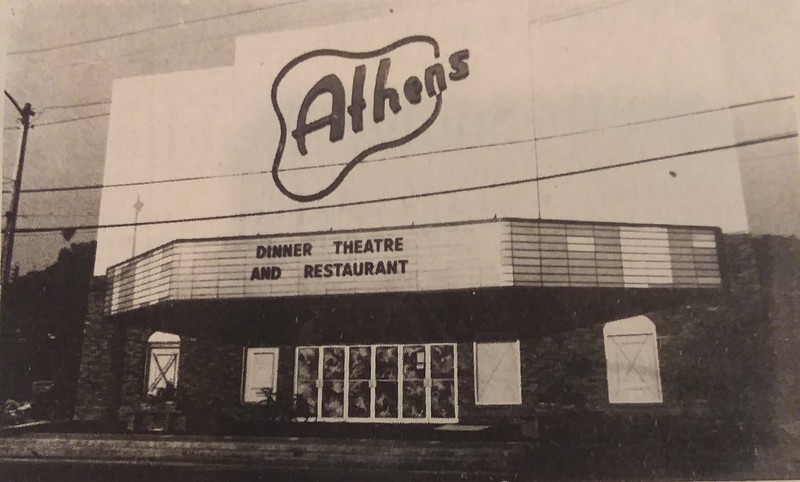 Athens
DINNER THEATRE
AND RESTAURANT